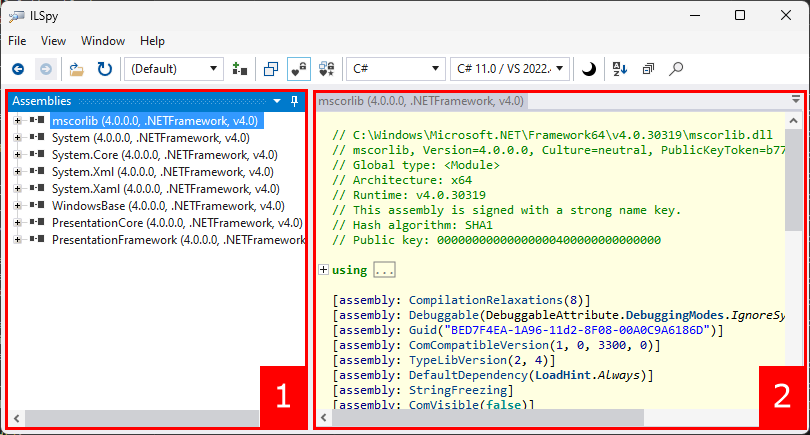 ILSpy
File View Window Help
(Default) C# C# 11.0 / VS 2022.4
Assemblies
mscorlib (4.0.0.0, .NETFramework, v4.0)
System (4.0.0.0, .NETFramework, v4.0)
System.Core (4.0.0.0, .NETFramework, v4.0)
System.Xml (4.0.0.0, .NETFramework, v4.0)
System.Xaml (4.0.0.0, .NETFramework, v4.0)
WindowsBase (4.0.0.0, .NETFramework, v4.0)
PresentationCore (4.0.0.0, .NETFramework, v4.0)
PresentationFramework (4.0.0.0, .NETFramework
1
mscorlib (4.0.0.0, .NETFramework, v4.0)
// C:\Windows\Microsoft.NET\Framework64\v4.0.30319\mscorlib.dll
// mscorlib, Version=4.0.0.0, Culture=neutral, PublicKeyToken=b77
// Global type: <Module>
// Architecture: x64
// Runtime: v4.0.30319
// This assembly is signed with a strong name key.
// Hash algorithm: SHA1
// Public key: 00000000000000000400000000000000
using ...
[assembly: CompilationRelaxations(8)]
[assembly: Debuggable(DebuggableAttribute.DebuggingModes.IgnoreSy
[assembly: Guid("BED7F4EA-1A96-11d2-8F08-00A0C9A6186D")]
[assembly: ComCompatibleVersion(1, 0, 3300, 0)]
[assembly: TypeLibVersion(2, 4)]
[assembly: DefaultDependency(LoadHint.Always)]
[assembly: StringFreezing]
[assembly: ComVisible(false)]
2